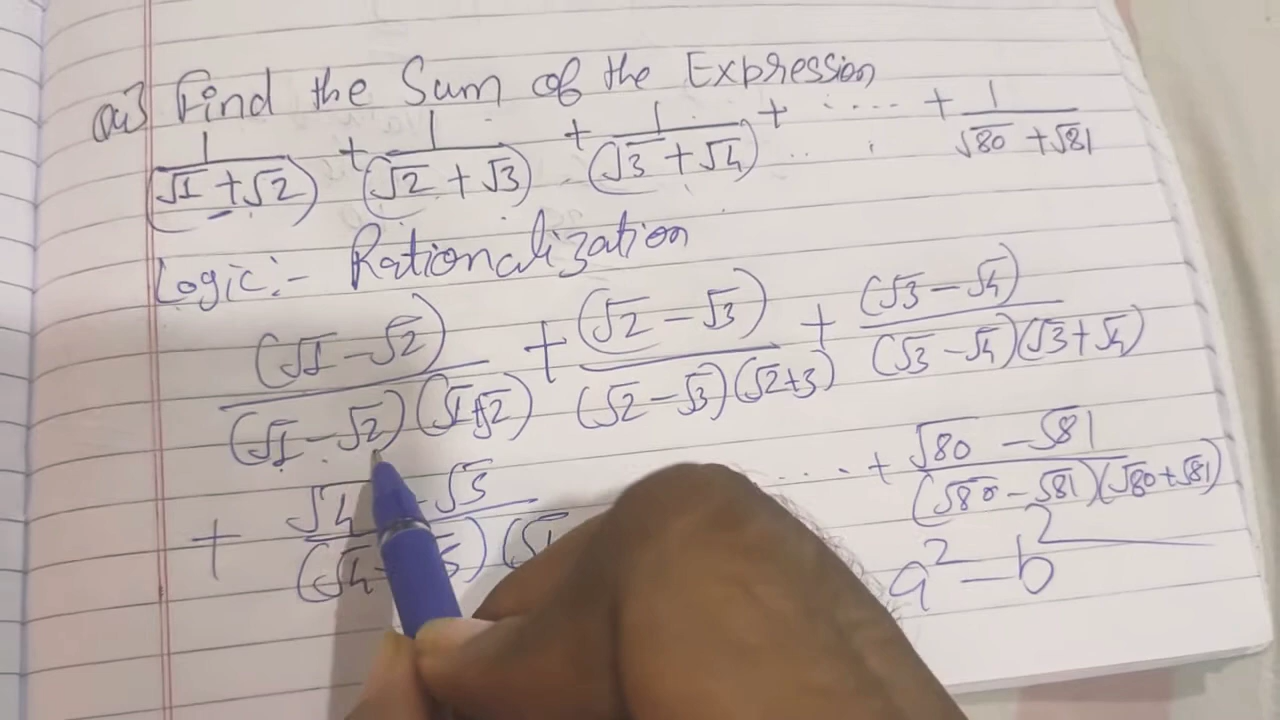 Q3 Find the Sum of the Expression
1/(√1 + √2) + 1/(√2 + √3) + 1/(√3 + √4) + ..... + 1/√80 + √81
Logic:- Rationalization
(√1 - √2)/(√1 - √2)(√1+√2) + (√2 - √3)/(√2 - √3)(√2+3) + (√3 - √4)/(√3 - √4)(√3+√4)
+ √4 - √5/(√4 - √5)(√ .... + √80 - √81/(√80 - √81)(√80+√81)
a² - b²